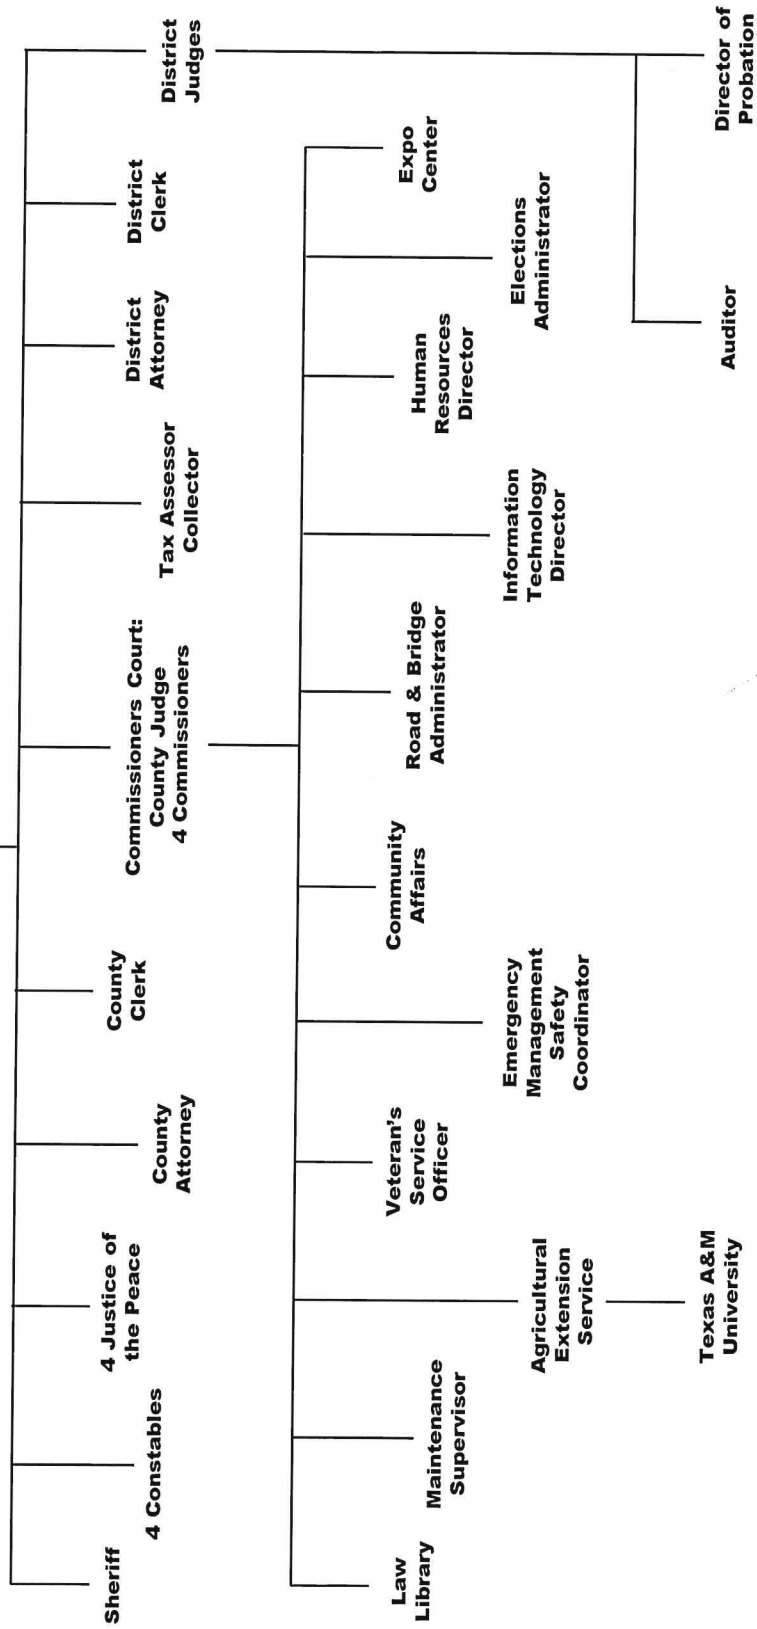 Sheriff
4 Constables
4 Justice of
the Peace
County
Attorney
County
Clerk
Commissioners Court:
County Judge
4 Commissioners
Tax Assessor
Collector
District
Attorney
District
Clerk
District
Judges
Law
Library
Maintenance
Supervisor
Agricultural
Extension
Service
Texas A&M
University
Veteran's
Service
Officer
Emergency
Management
Safety
Coordinator
Community
Affairs
Road & Bridge
Administrator
Information
Technology
Director
Human
Resources
Director
Elections
Administrator
Expo
Center
Auditor
Director of
Probation